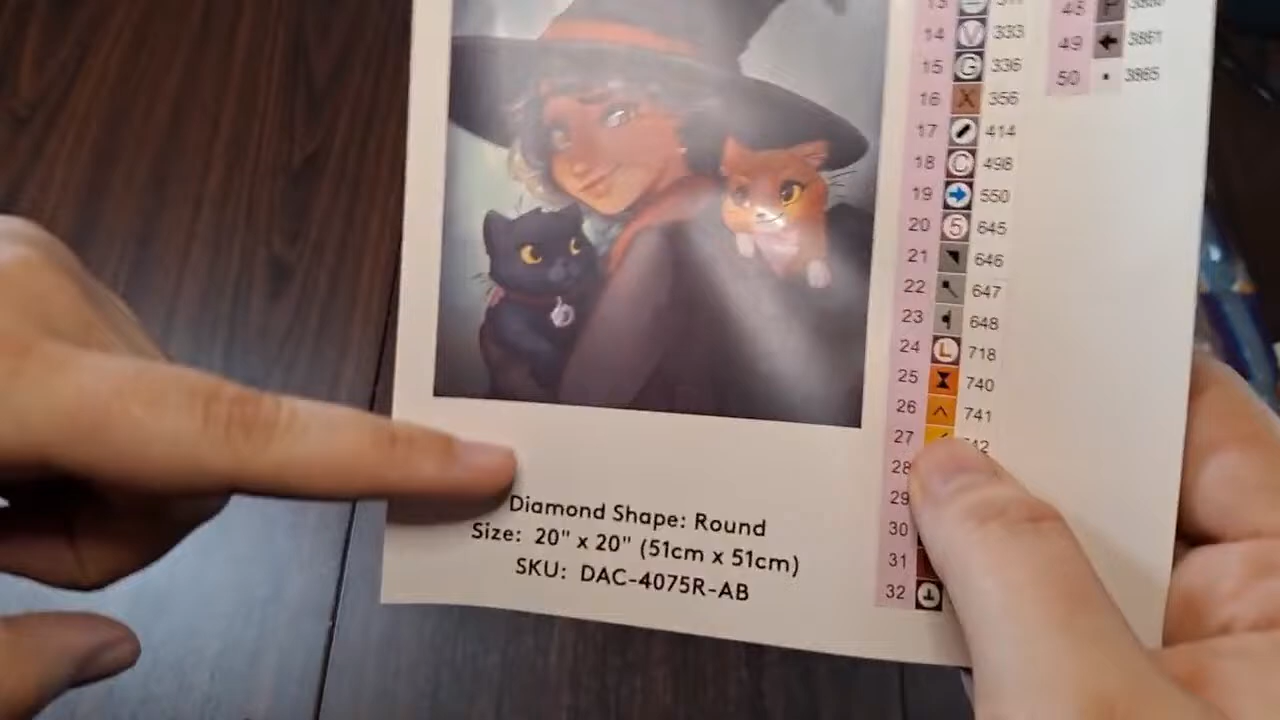 14 V 333
15 G 336
16 X 356
17 414
18 C 498
19 550
20 5 645
21 646
22 647
23 648
24 L 718
25 740
26 741
27
28
29
30
31
32
49 3861
50 3865
Diamond Shape: Round
Size: 20" x 20" (51cm x 51cm)
SKU: DAC-4075R-AB